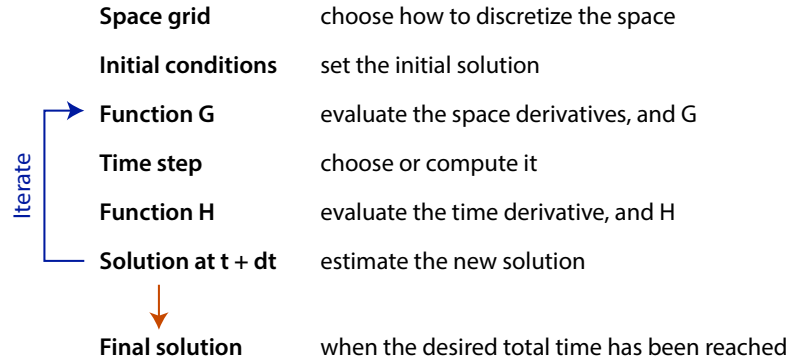 Space grid choose how to discretize the space
Initial conditions set the initial solution
Function G evaluate the space derivatives, and G
Time step choose or compute it
Function H evaluate the time derivative, and H
Solution at t + dt estimate the new solution
Final solution when the desired total time has been reached
Iterate